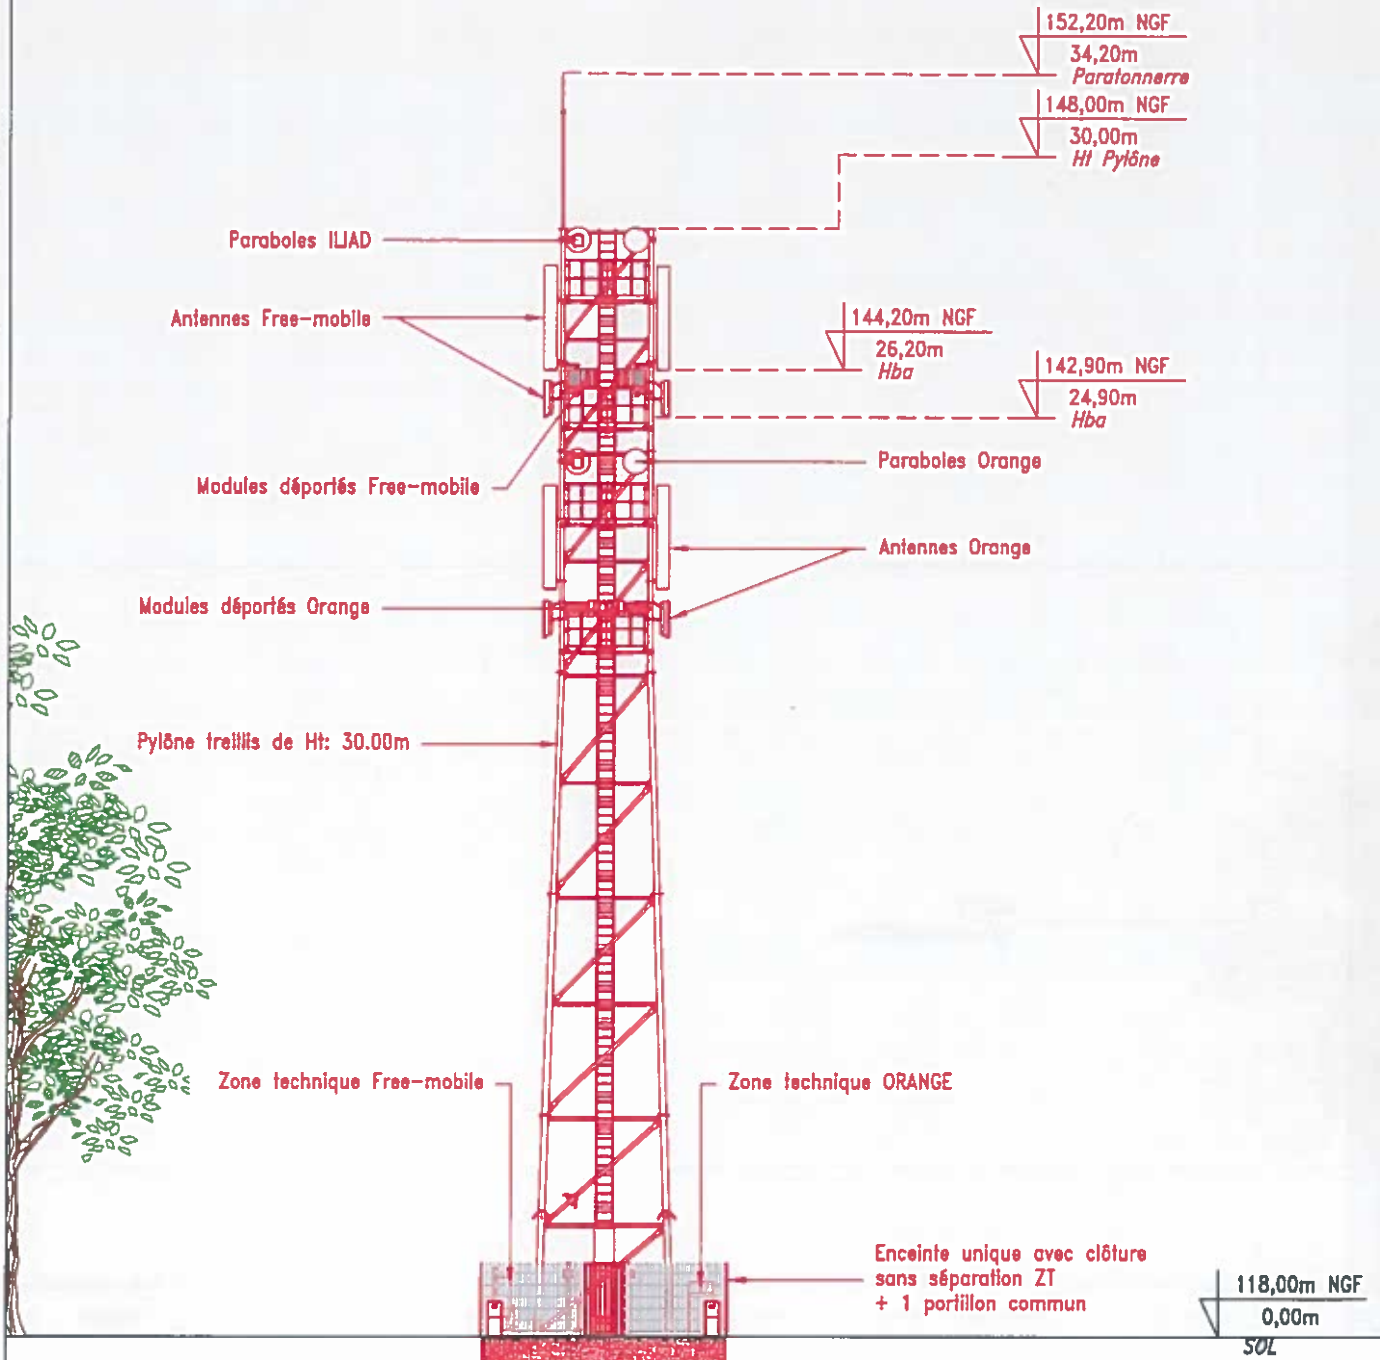 152,20m NGF
34,20m
Paratonnerre
148,00m NGF
30,00m
Ht Pylône
Paraboles ILIAD
Antennes Free-mobile
144,20m NGF
26,20m
Hba
142,90m NGF
24,90m
Hba
Paraboles Orange
Modules déportés Free-mobile
Antennes Orange
Modules déportés Orange
Pylône treillis de Ht: 30.00m
Zone technique Free-mobile
Zone technique ORANGE
Enceinte unique avec clôture
sans séparation ZT
+ 1 portillon commun
118,00m NGF
0,00m
SOL